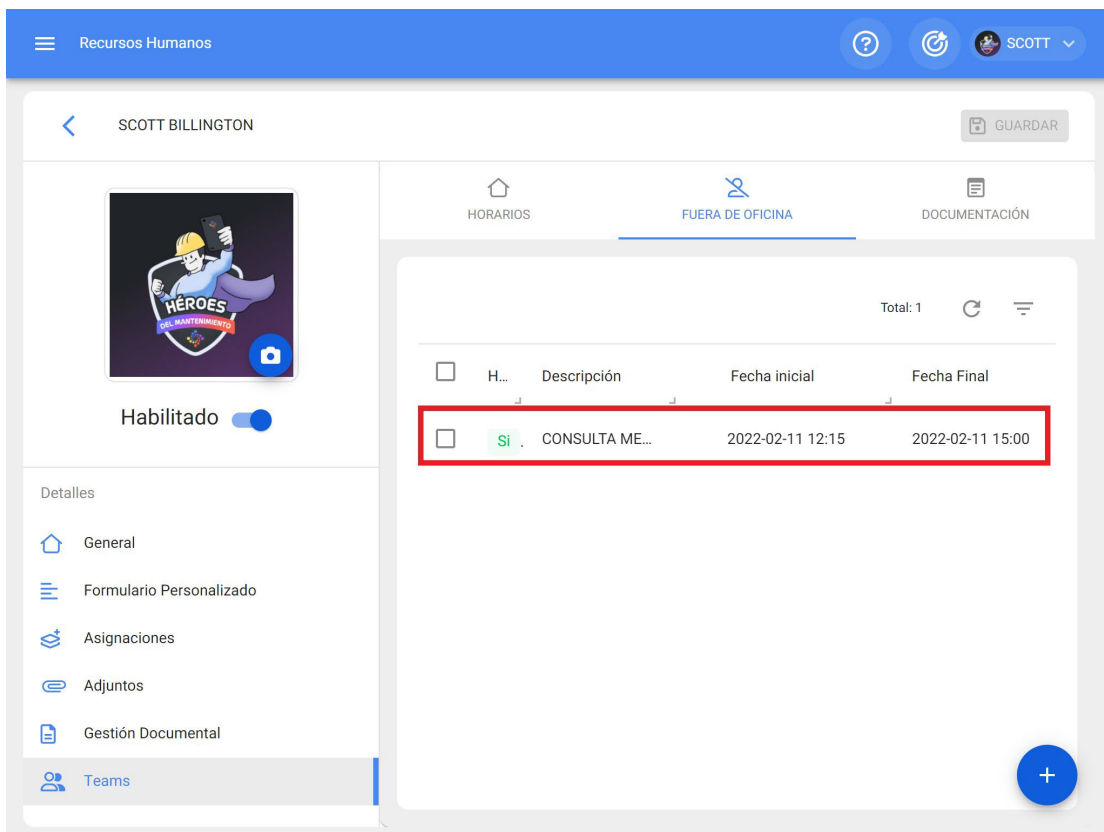 Recursos Humanos
SCOTT
SCOTT BILLINGTON
GUARDAR
HÉROES
DEL MANTENIMIENTO
Habilitado
Detalles
General
Formulario Personalizado
Asignaciones
Adjuntos
Gestión Documental
Teams
HORARIOS
FUERA DE OFICINA
DOCUMENTACIÓN
Total: 1
H... Descripción Fecha inicial Fecha Final
Si . CONSULTA ME... 2022-02-11 12:15 2022-02-11 15:00